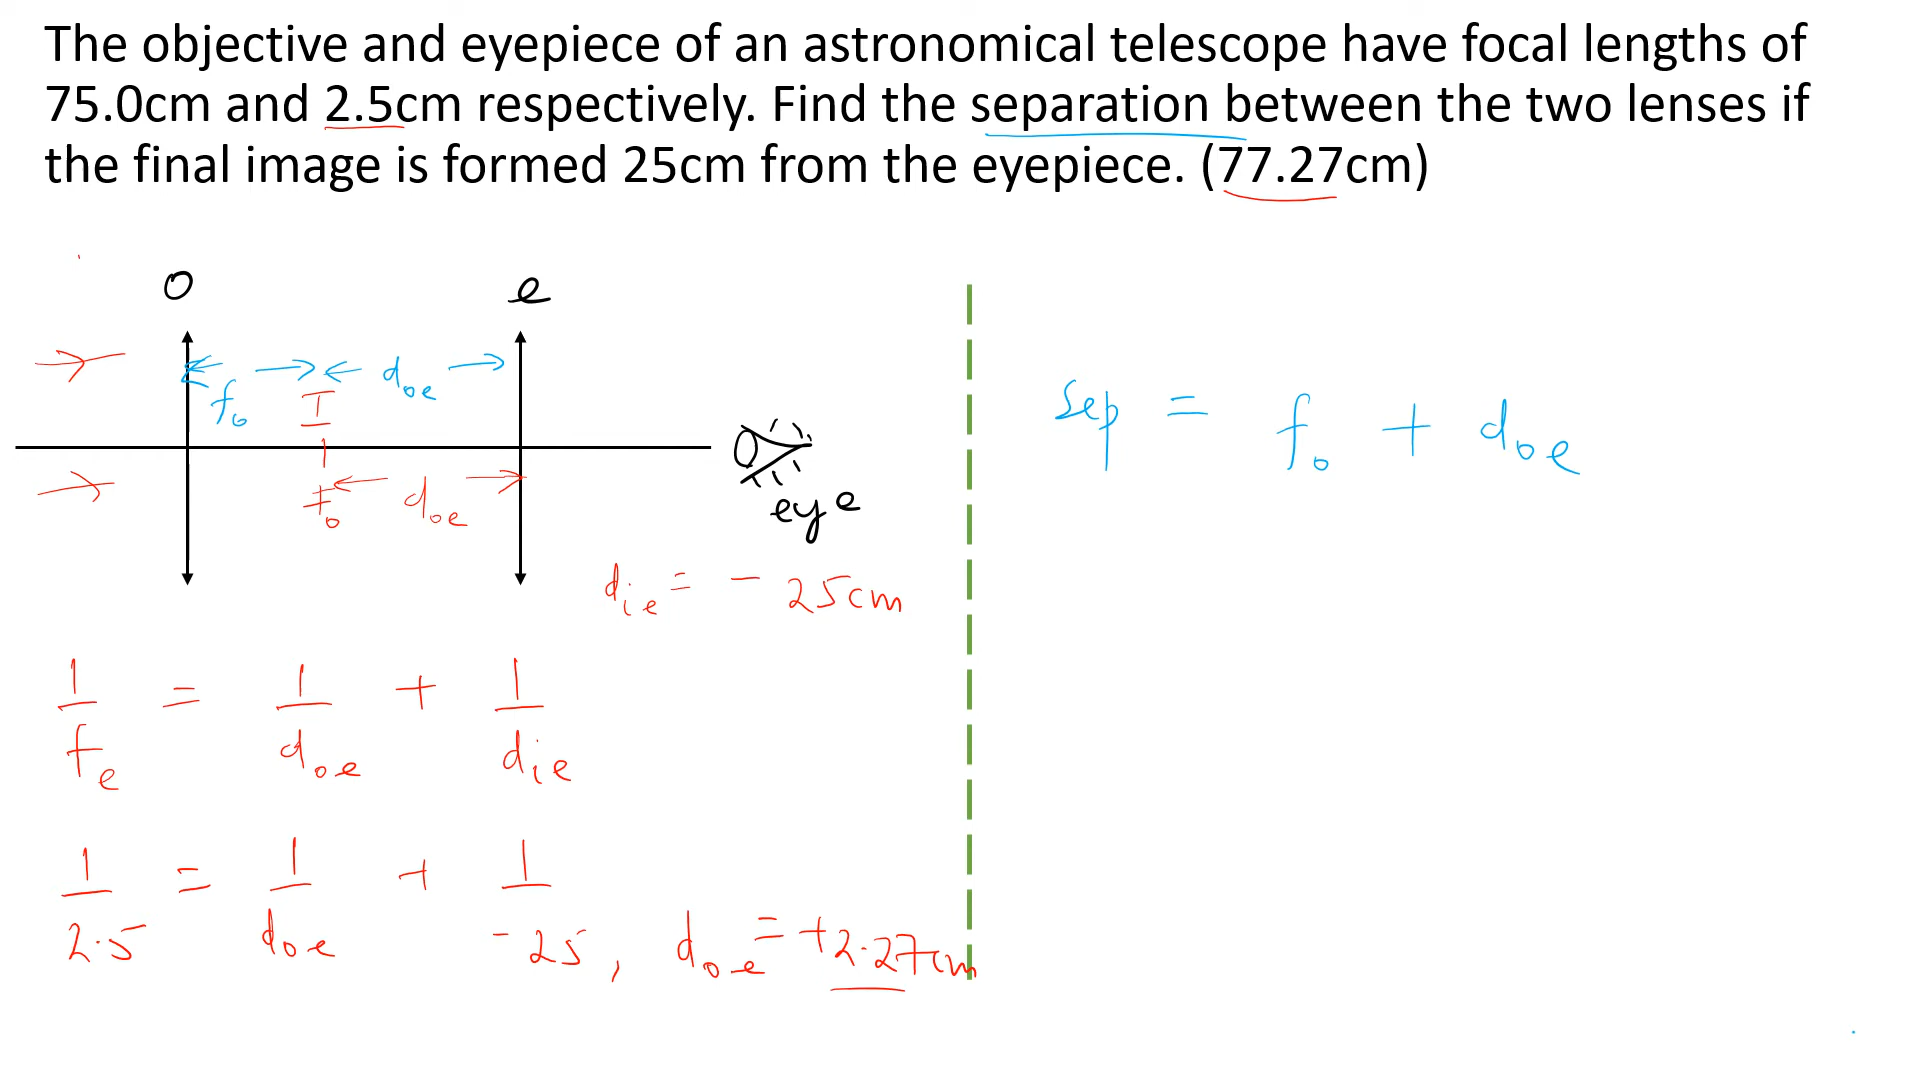 The objective and eyepiece of an astronomical telescope have focal lengths of
75.0cm and 2.5cm respectively. Find the separation between the two lenses if
the final image is formed 25cm from the eyepiece. (77.27cm)
O e
f₀ d₀ₑ
I
f₀ d₀ₑ
eye
dᵢₑ = - 25cm
1/fₑ = 1/d₀ₑ + 1/dᵢₑ
1/2.5 = 1/d₀ₑ + 1/-25, d₀ₑ = +2.27cm
Sep = f₀ + d₀ₑ